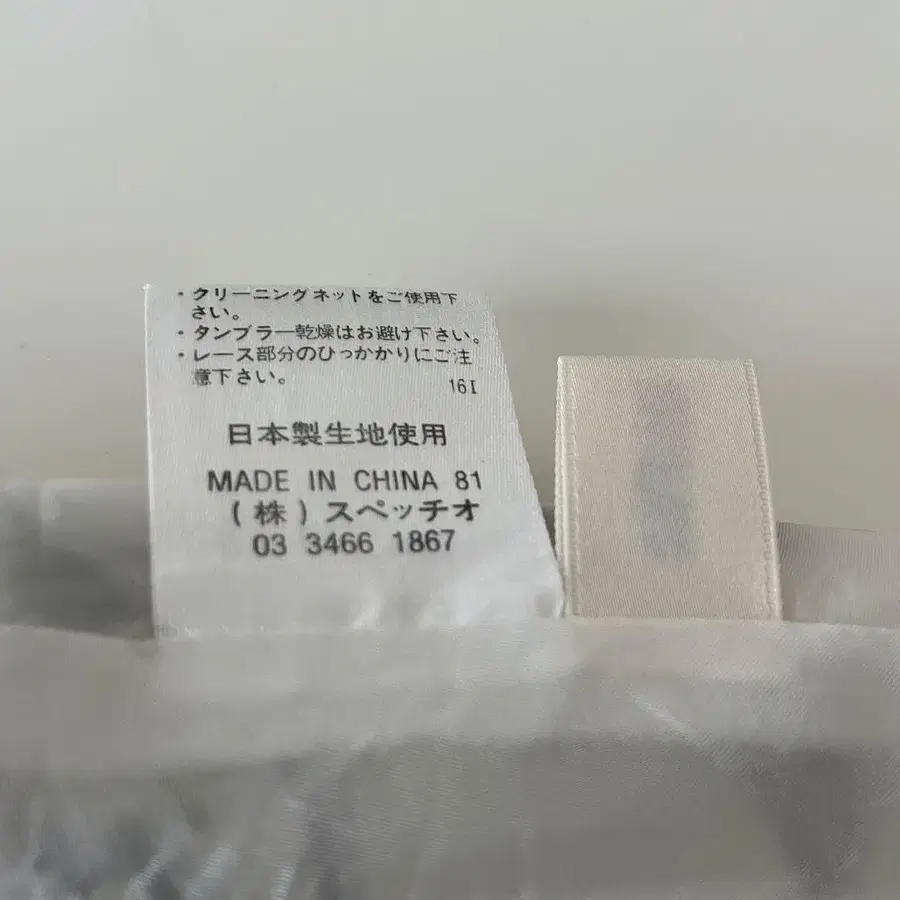 ・クリーニングネットをご使用下
さい。
・タンブラー乾燥はお避け下さい。
・レース部分のひっかかりにご注
意下さい。
16I
日本製生地使用
MADE IN CHINA 81
(株)スペッチオ
03 3466 1867